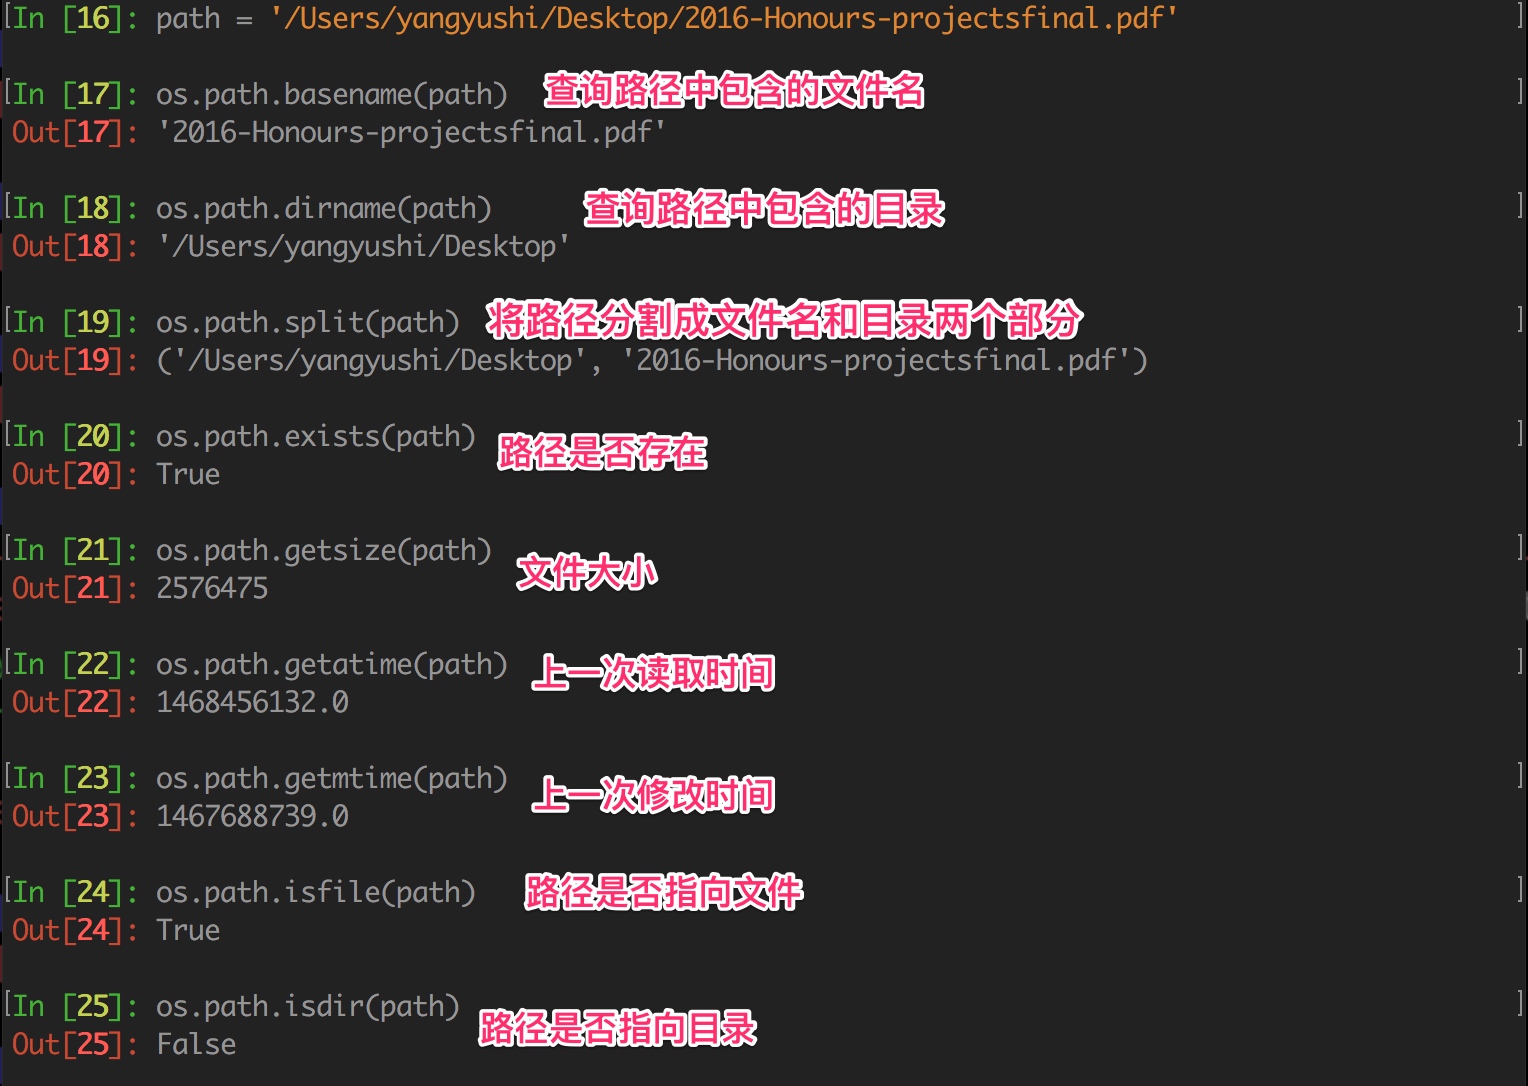 In [16]: path = '/Users/yangyushi/Desktop/2016-Honours-projectsfinal.pdf'
In [17]: os.path.basename(path) 查询路径中包含的文件名
Out[17]: '2016-Honours-projectsfinal.pdf'
In [18]: os.path.dirname(path) 查询路径中包含的目录
Out[18]: '/Users/yangyushi/Desktop'
In [19]: os.path.split(path) 将路径分割成文件名和目录两个部分
Out[19]: ('/Users/yangyushi/Desktop', '2016-Honours-projectsfinal.pdf')
In [20]: os.path.exists(path) 路径是否存在
Out[20]: True
In [21]: os.path.getsize(path) 文件大小
Out[21]: 2576475
In [22]: os.path.getatime(path) 上一次读取时间
Out[22]: 1468456132.0
In [23]: os.path.getmtime(path) 上一次修改时间
Out[23]: 1467688739.0
In [24]: os.path.isfile(path) 路径是否指向文件
Out[24]: True
In [25]: os.path.isdir(path) 路径是否指向目录
Out[25]: False